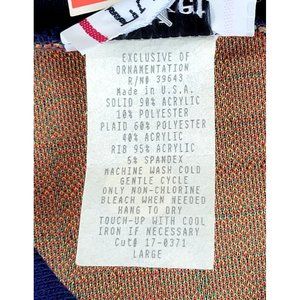 EXCLUSIVE OF
ORNAMENTATION
R/N# 39643
Made in U.S.A.
SOLID 90% ACRYLIC
10% POLYESTER
PLAID 60% POLYESTER
40% ACRYLIC
RIB 95% ACRYLIC
5% SPANDEX
MACHINE WASH COLD
GENTLE CYCLE
ONLY NON-CHLORINE
BLEACH WHEN NEEDED
HANG TO DRY
TOUCH-UP WITH COOL
IRON IF NECESSARY
Cut# 17-0371
LARGE